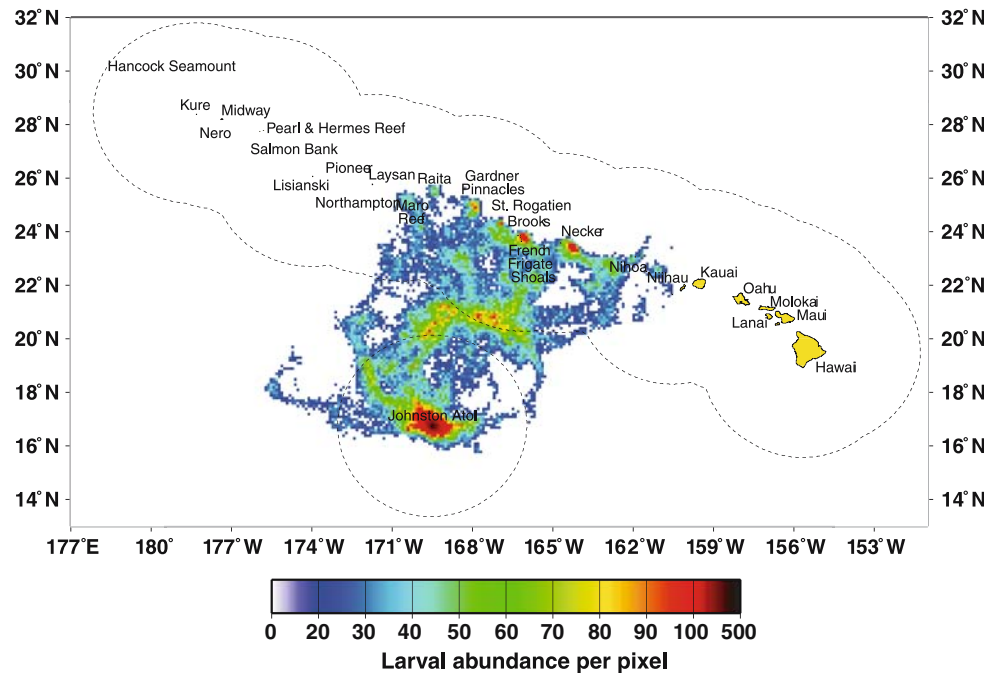 32˚N
32˚N
30˚N
30˚N
28˚N
28˚N
26˚N
26˚N
24˚N
24˚N
22˚N
22˚N
20˚N
20˚N
18˚N
18˚N
16˚N
16˚N
14˚N
14˚N
Hancock Seamount
Kure
Midway
Nero
Pearl & Hermes Reef
Salmon Bank
Pioneer
Lisianski
Laysan
Raita
Gardner
Pinnacles
Northampton
Maro
Reef
St. Rogatien
Brooks
Necker
French
Frigate
Shoals
Nihoa
Niihau
Kauai
Oahu
Molokai
Lanai
Maui
Hawaii
Johnston Atoll
177˚E
180˚
177˚W
174˚W
171˚W
168˚W
165˚W
162˚W
159˚W
156˚W
153˚W
0 20 30 40 50 60 70 80 90 100 500
Larval abundance per pixel